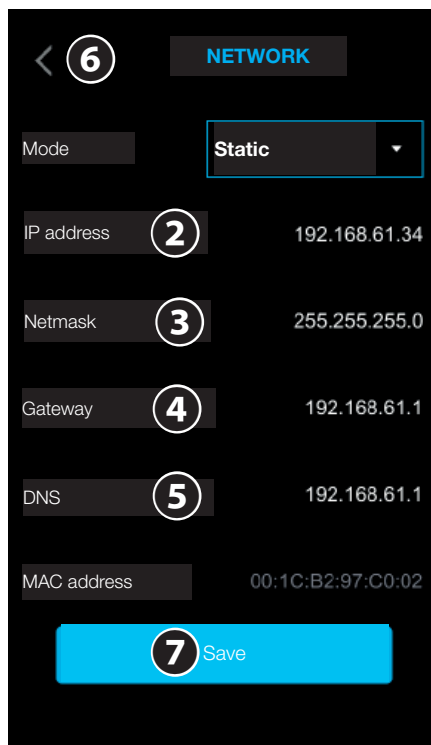 6 NETWORK
Mode Static
IP address 2 192.168.61.34
Netmask 3 255.255.255.0
Gateway 4 192.168.61.1
DNS 5 192.168.61.1
MAC address 00:1C:B2:97:C0:02
7 Save